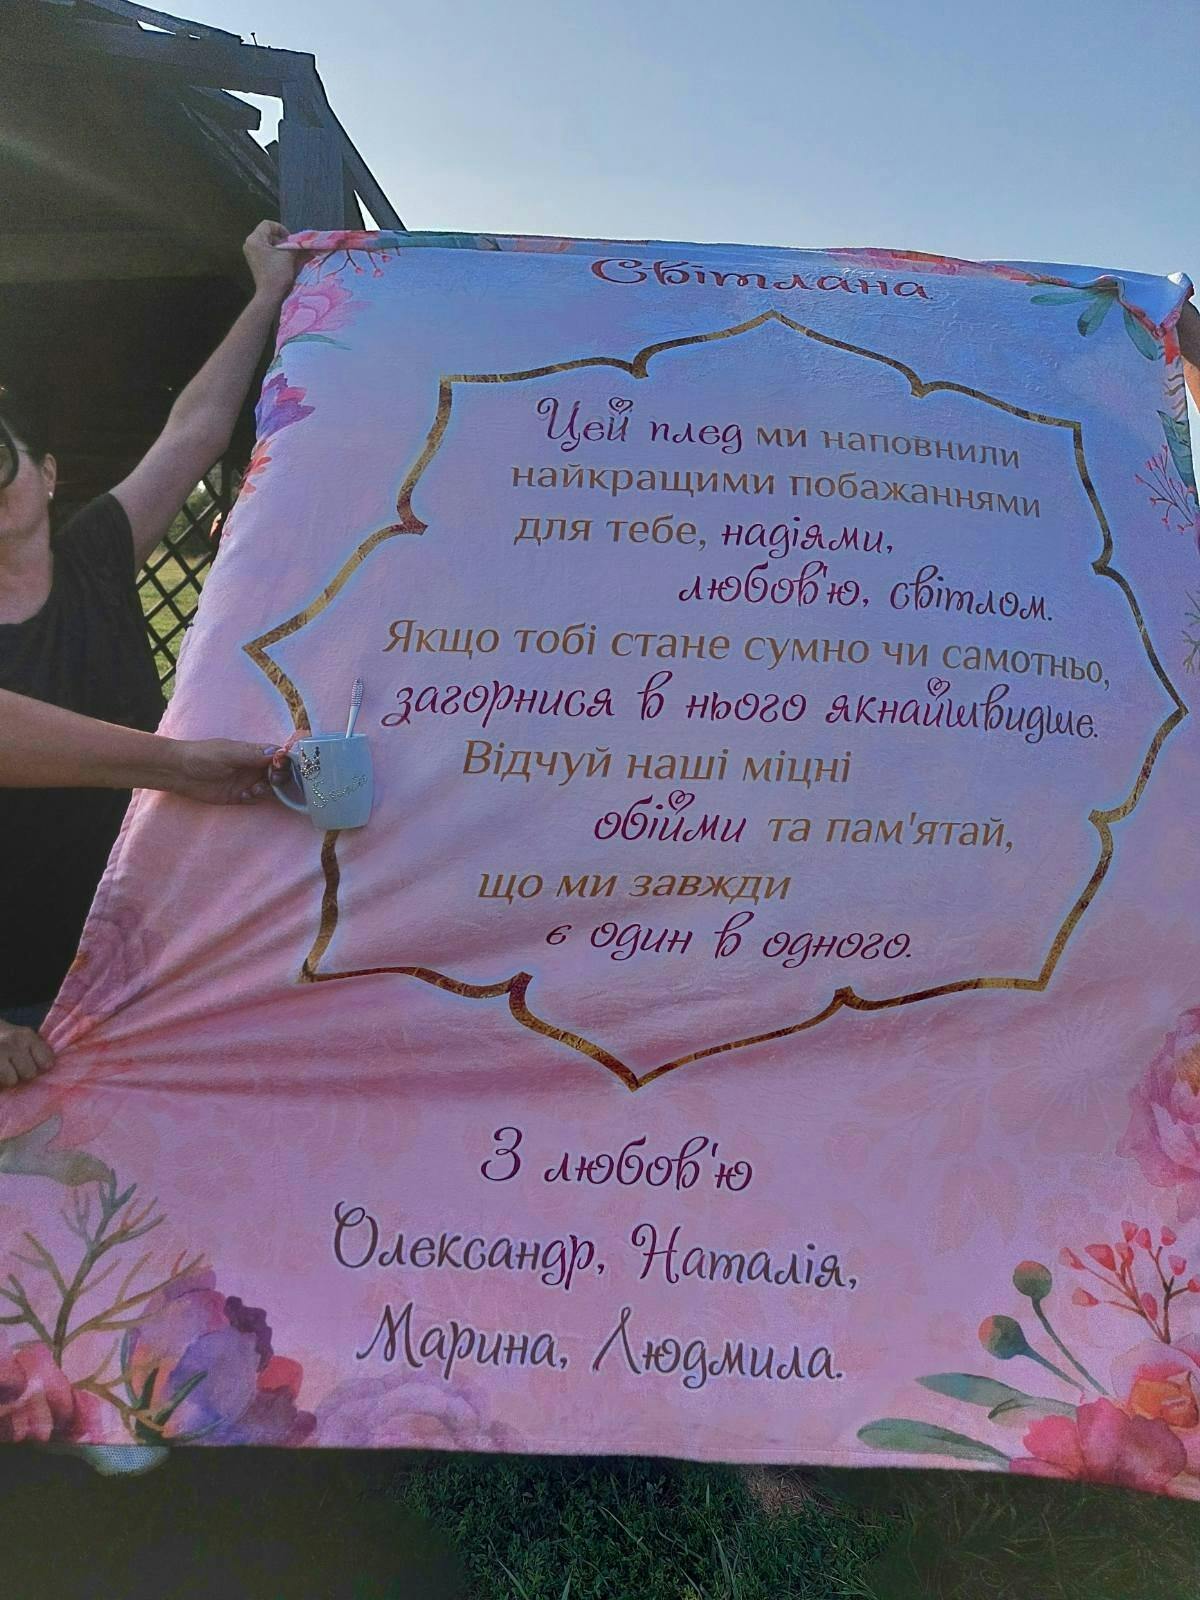 Світлана
Цей плед ми наповнили
найкращими побажаннями
для тебе, надіями,
любов'ю, світлом.
Якщо тобі стане сумно чи самотньо,
загорнися в нього якнайшвидше.
Відчуй наші міцні
обійми та пам'ятай,
що ми завжди
є один в одного.
З любов'ю
Олександр, Наталія,
Марина, Людмила.